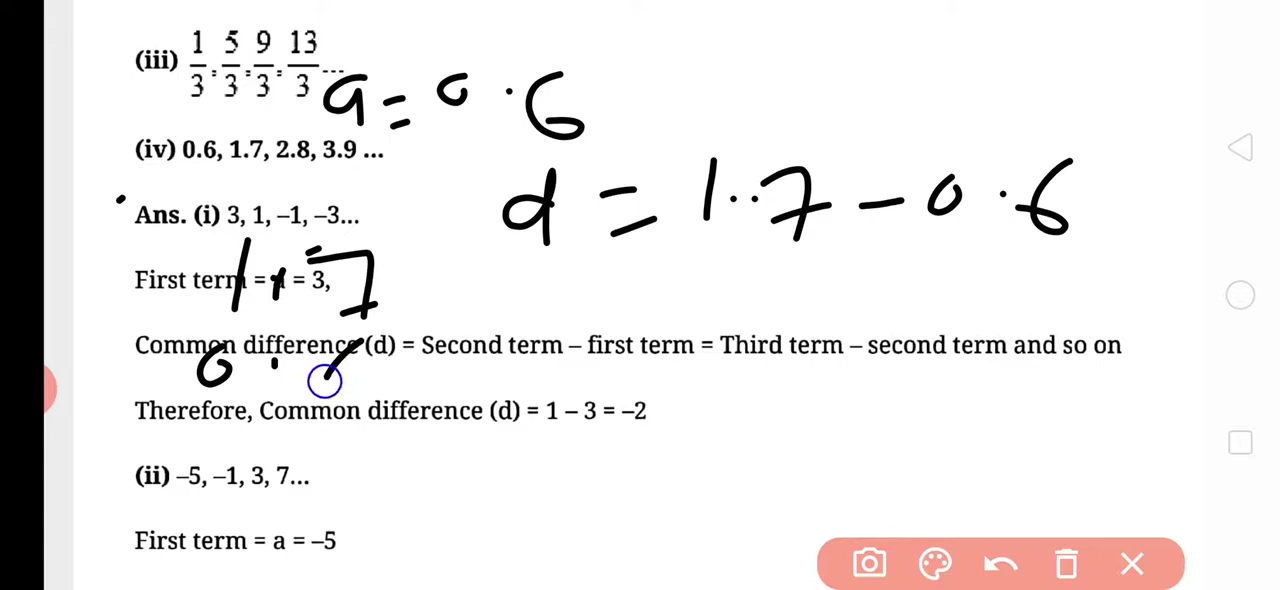 (iii) 1/3, 5/3, 9/3, 13/3 ...
a = 0.6
(iv) 0.6, 1.7, 2.8, 3.9 ...
d = 1.7 – 0.6
Ans. (i) 3, 1, –1, –3...
1.7
First term = a = 3,
Common difference (d) = Second term – first term = Third term – second term and so on
0.
Therefore, Common difference (d) = 1 – 3 = –2
(ii) –5, –1, 3, 7...
First term = a = –5